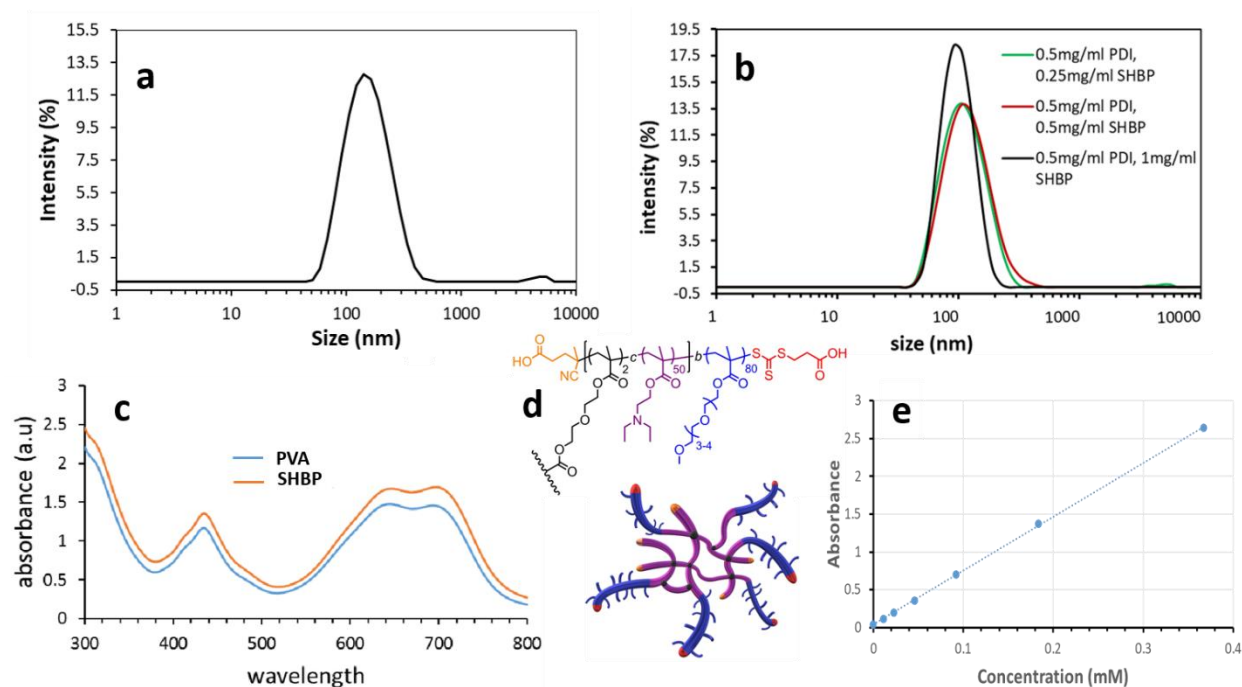 a
Intensity (%)
15.5
13.5
11.5
9.5
7.5
5.5
3.5
1.5
-0.5
1
10
100
1000
10000
Size (nm)
b
intensity (%)
19.5
17.5
15.5
13.5
11.5
9.5
7.5
5.5
3.5
1.5
-0.5
1
10
100
1000
10000
size (nm)
0.5mg/ml PDI,
0.25mg/ml SHBP
0.5mg/ml PDI,
0.5mg/ml SHBP
0.5mg/ml PDI, 1mg/ml
SHBP
c
absorbance (a.u)
3
2.5
2
1.5
1
0.5
0
300
400
500
600
700
800
wavelength
PVA
SHBP
d
O
HO
NC
2
c
50
b
80
S
S
S
O
OH
O
O
O
O
O
O
O
N
O
O
O
O
3-4
O
e
Absorbance
3
2.5
2
1.5
1
0.5
0
0
0.1
0.2
0.3
0.4
Concentration (mM)